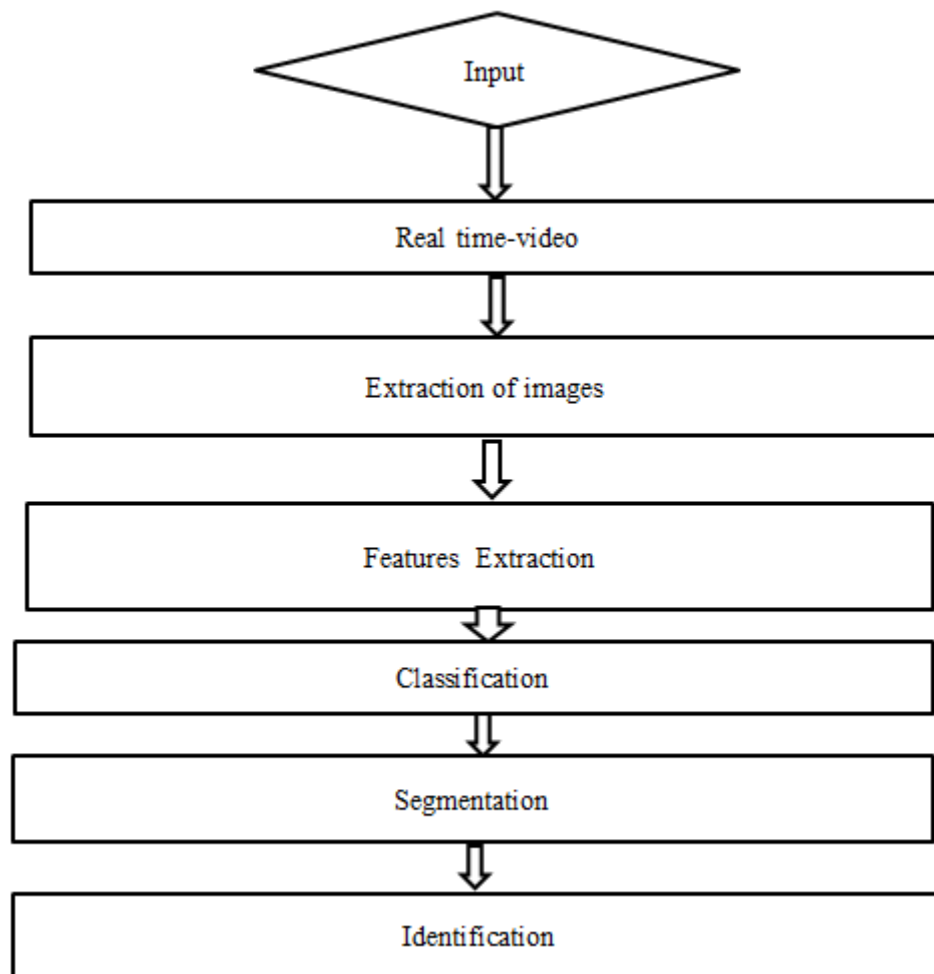 Input
Real time-video
Extraction of images
Features Extraction
Classification
Segmentation
Identification